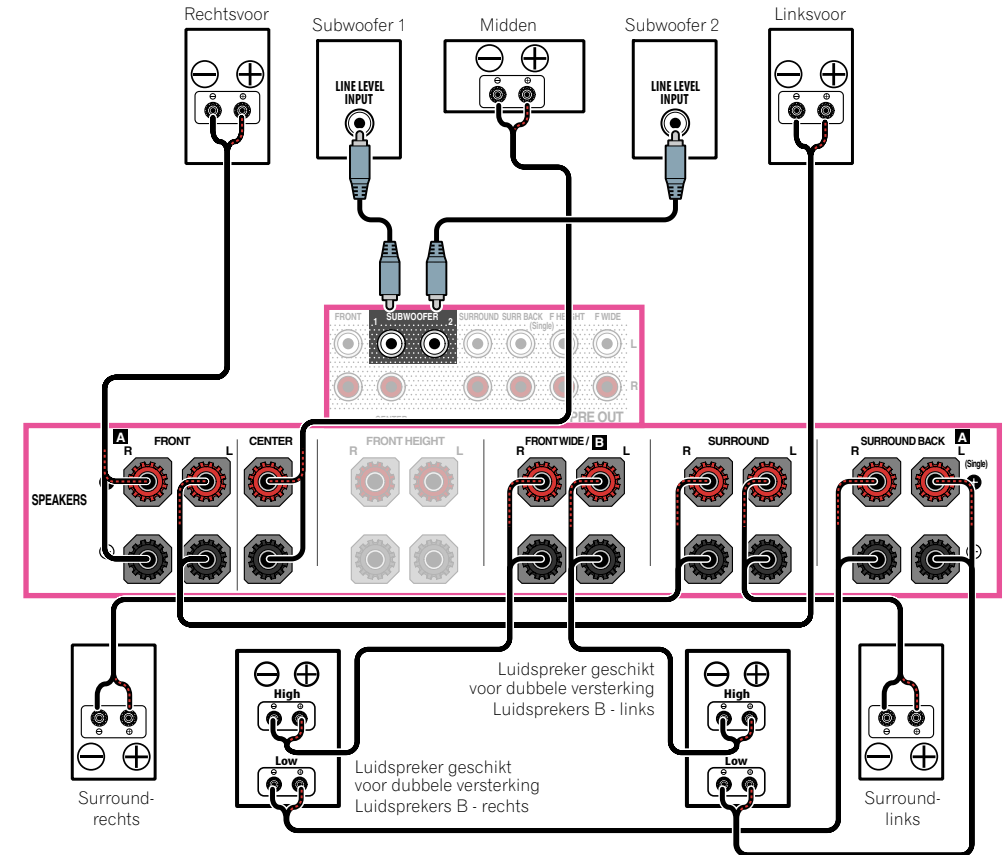 Rechtsvoor
Subwoofer 1
Midden
Subwoofer 2
Linksvoor
LINE LEVEL
INPUT
LINE LEVEL
INPUT
FRONT
SUBWOOFER
SURROUND
SURR BACK
F HEIGHT
F WIDE
1
2
(Single)
L
R
PRE OUT
A
FRONT
R
L
CENTER
FRONT HEIGHT
R
L
FRONT WIDE / B
R
L
SURROUND
R
L
SURROUND BACK
A
R
L
(Single)
SPEAKERS
Luidspreker geschikt
voor dubbele versterking
Luidsprekers B - links
High
High
Low
Low
Luidspreker geschikt
voor dubbele versterking
Luidsprekers B - rechts
Surround-
rechts
Surround-
links